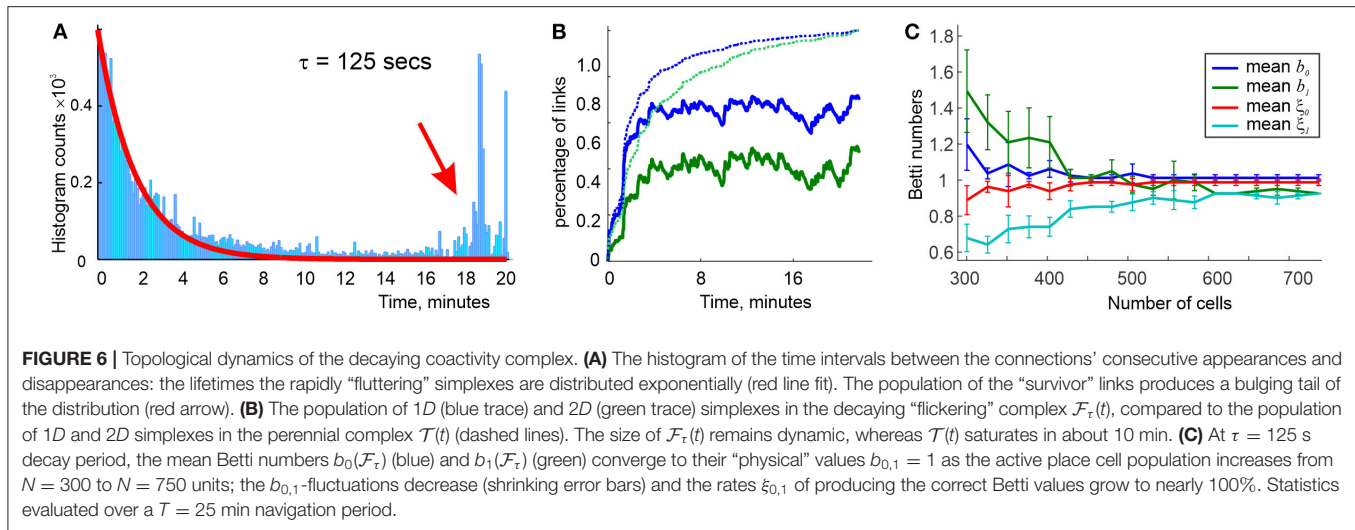 A
τ = 125 secs
Histogram counts ×10³
0.4
0.2
0
0 2 4 6 8 10 12 14 16 18 20
Time, minutes
B
percentage of links
1.0
0.8
0.6
0.4
0.2
0
0 8 16
Time, minutes
C
Betti numbers
1.8
1.6
1.4
1.2
1
0.8
0.6
300 400 500 600 700
Number of cells
mean b₀
mean b₁
mean ξ₀
mean ξ₁
FIGURE 6 | Topological dynamics of the decaying coactivity complex. (A) The histogram of the time intervals between the connections' consecutive appearances and
disappearances: the lifetimes the rapidly “fluttering” simplexes are distributed exponentially (red line fit). The population of the “survivor” links produces a bulging tail of
the distribution (red arrow). (B) The population of 1D (blue trace) and 2D (green trace) simplexes in the decaying “flickering” complex ℱτ(t), compared to the population
of 1D and 2D simplexes in the perennial complex 𝒯(t) (dashed lines). The size of ℱτ(t) remains dynamic, whereas 𝒯(t) saturates in about 10 min. (C) At τ = 125 s
decay period, the mean Betti numbers b₀(ℱτ) (blue) and b₁(ℱτ) (green) converge to their “physical” values b₀,₁ = 1 as the active place cell population increases from
N = 300 to N = 750 units; the b₀,₁-fluctuations decrease (shrinking error bars) and the rates ξ₀,₁ of producing the correct Betti values grow to nearly 100%. Statistics
evaluated over a T = 25 min navigation period.